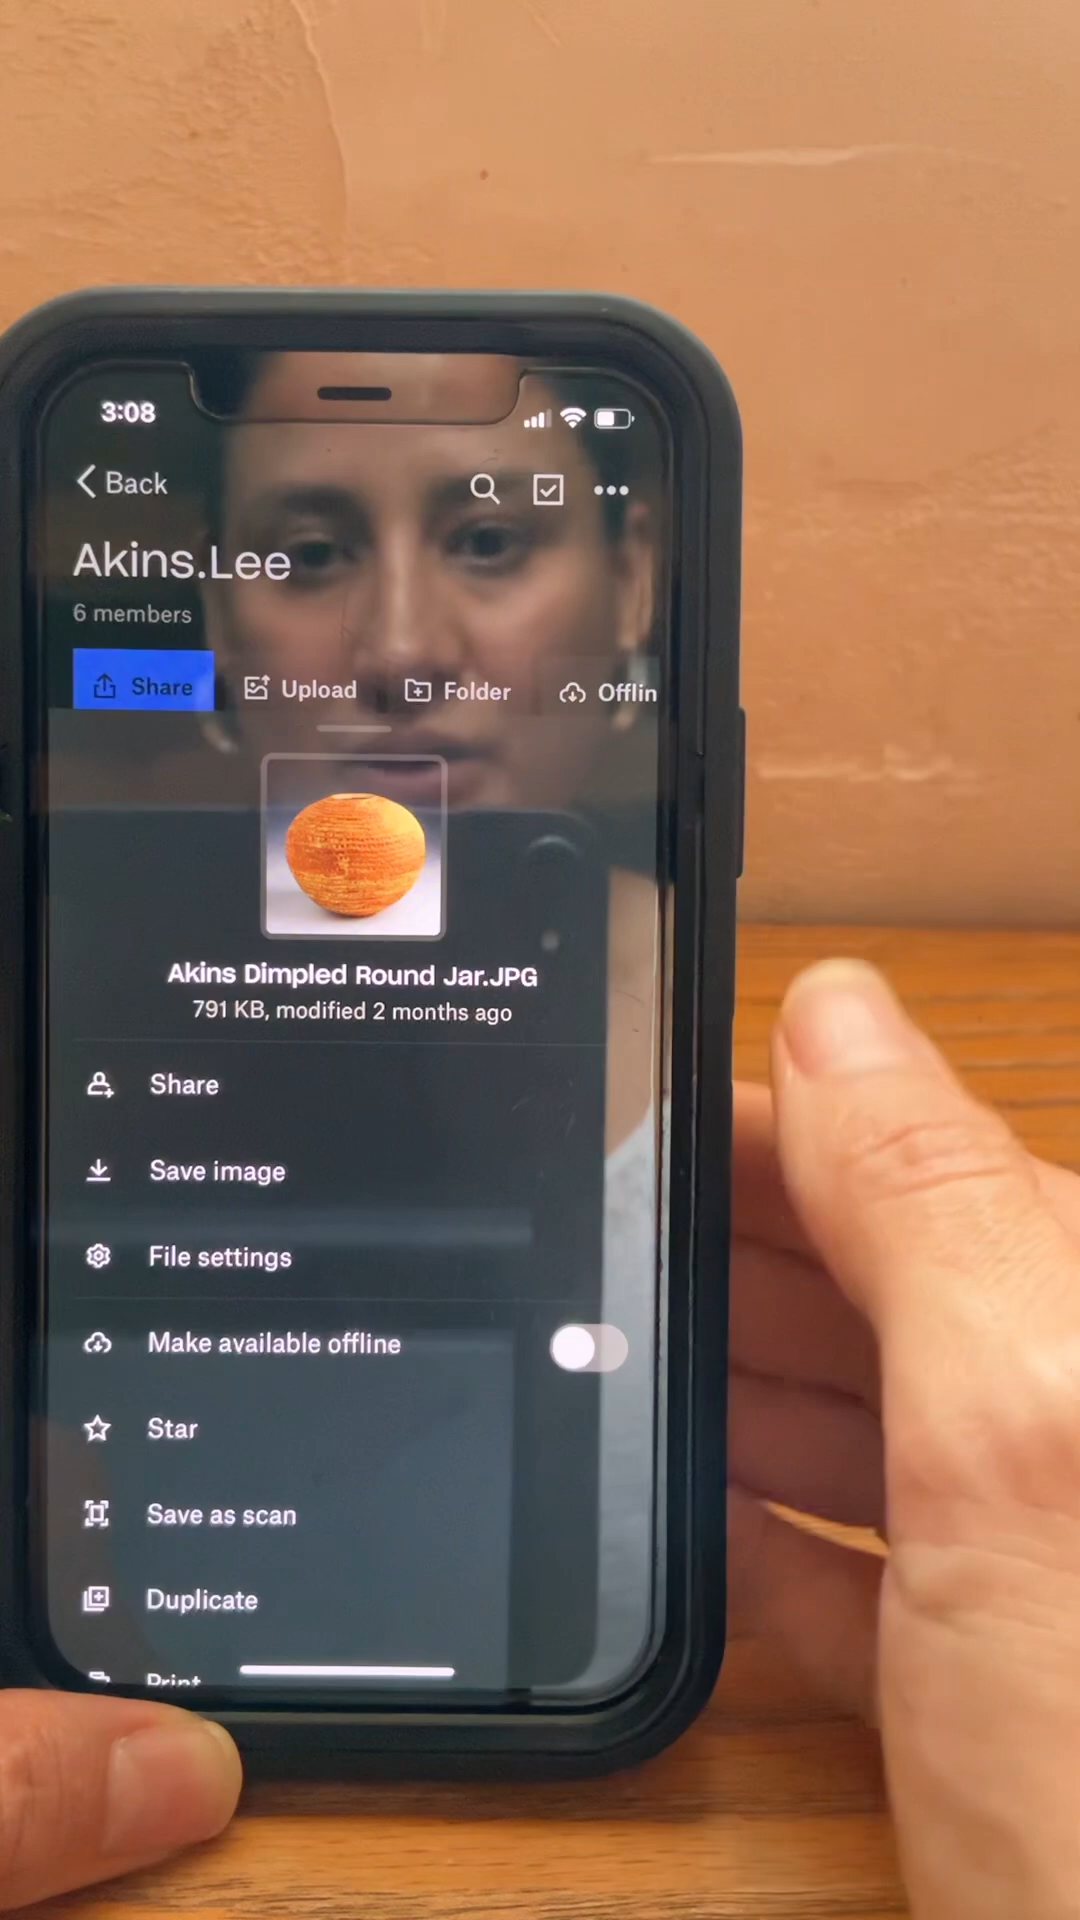 3:08
Back
Akins.Lee
6 members
Share
Upload
Folder
Offlin
Akins Dimpled Round Jar.JPG
791 KB, modified 2 months ago
Share
Save image
File settings
Make available offline
Star
Save as scan
Duplicate
Print